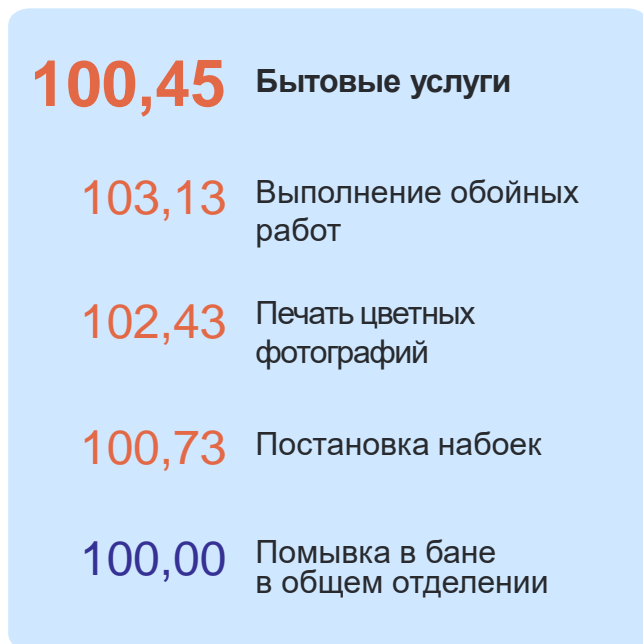 100,45 Бытовые услуги
103,13 Выполнение обойных
работ
102,43 Печать цветных
фотографий
100,73 Постановка набоек
100,00 Помывка в бане
в общем отделении